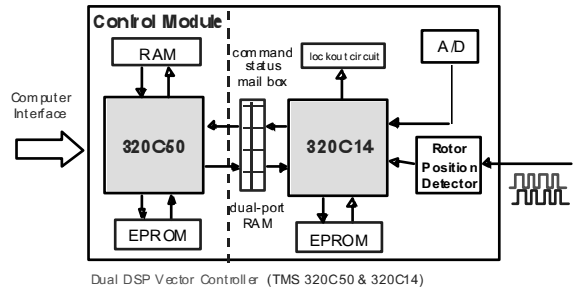 Control Module
RAM
command
status
mail box
lockout circuit
A/D
Computer
Interface
320C50
320C14
Rotor
Position
Detector
dual-port
RAM
EPROM
EPROM
Dual DSP Vector Controller (TMS 320C50 & 320C14)